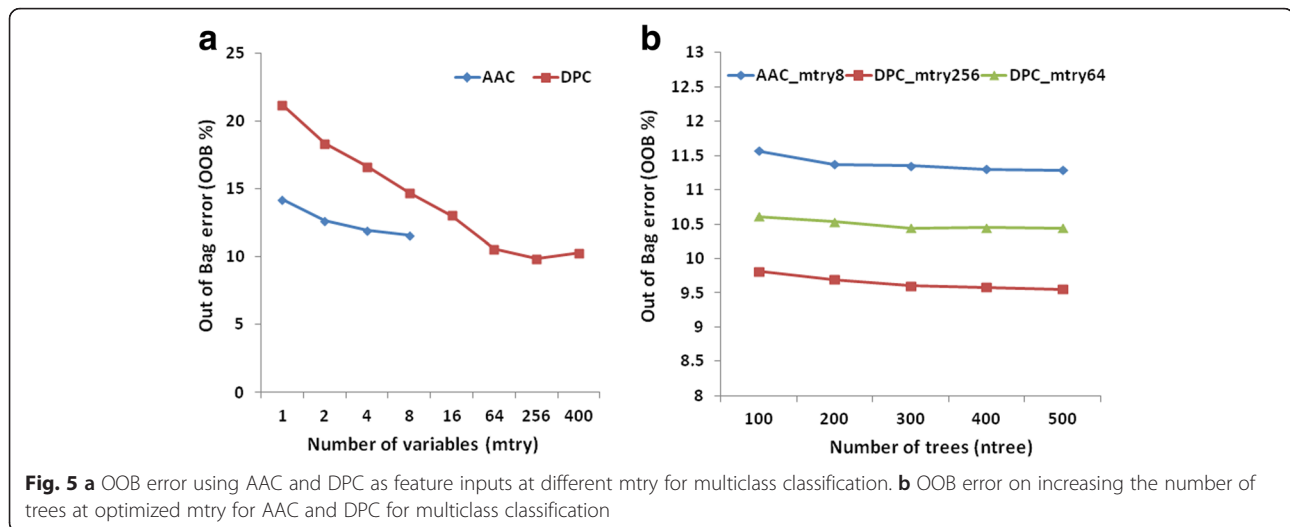 a
25
20
15
10
5
0
Out of Bag error (OOB %)
AAC DPC
1 2 4 8 16 64 256 400
Number of variables (mtry)
b
13
12.5
12
11.5
11
10.5
10
9.5
9
8.5
8
Out of Bag error (OOB %)
AAC_mtry8 DPC_mtry256 DPC_mtry64
100 200 300 400 500
Number of trees (ntree)
Fig. 5 a OOB error using AAC and DPC as feature inputs at different mtry for multiclass classification. b OOB error on increasing the number of
trees at optimized mtry for AAC and DPC for multiclass classification